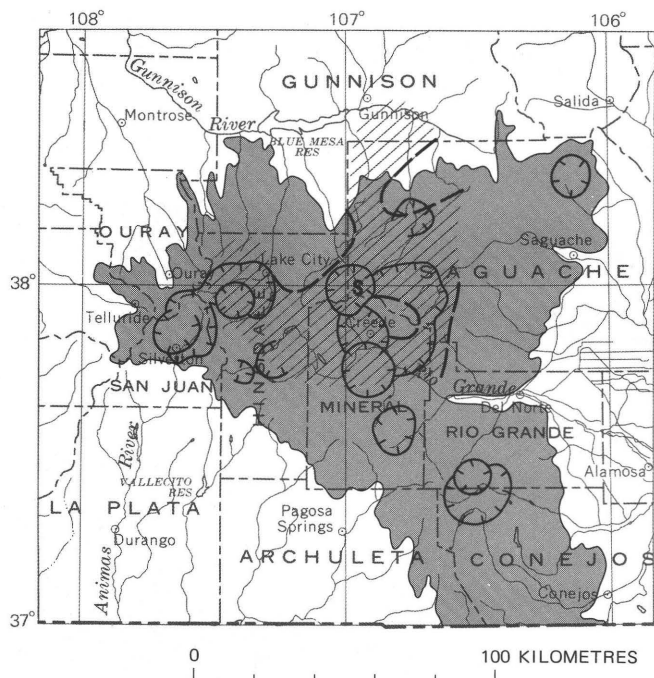 108° 107° 106°
GUNNISON
Gunnison
River
Salida
Montrose
Gunnison
BLUE MESA
RES
OURAY
Saguache
Lake City
Oura
38° SAGUACHE
S
HINSDALE
Telluride
Creede
Silverton
SAN JUAN
Grande
MINERAL
Del Norte
RIO GRANDE
River
Alamosa
VALLECITO
RES
LA PLATA
Pagosa
Springs
Durango
ARCHULETA CONEJOS
Animas
Conejos
37°
0 100 KILOMETRES